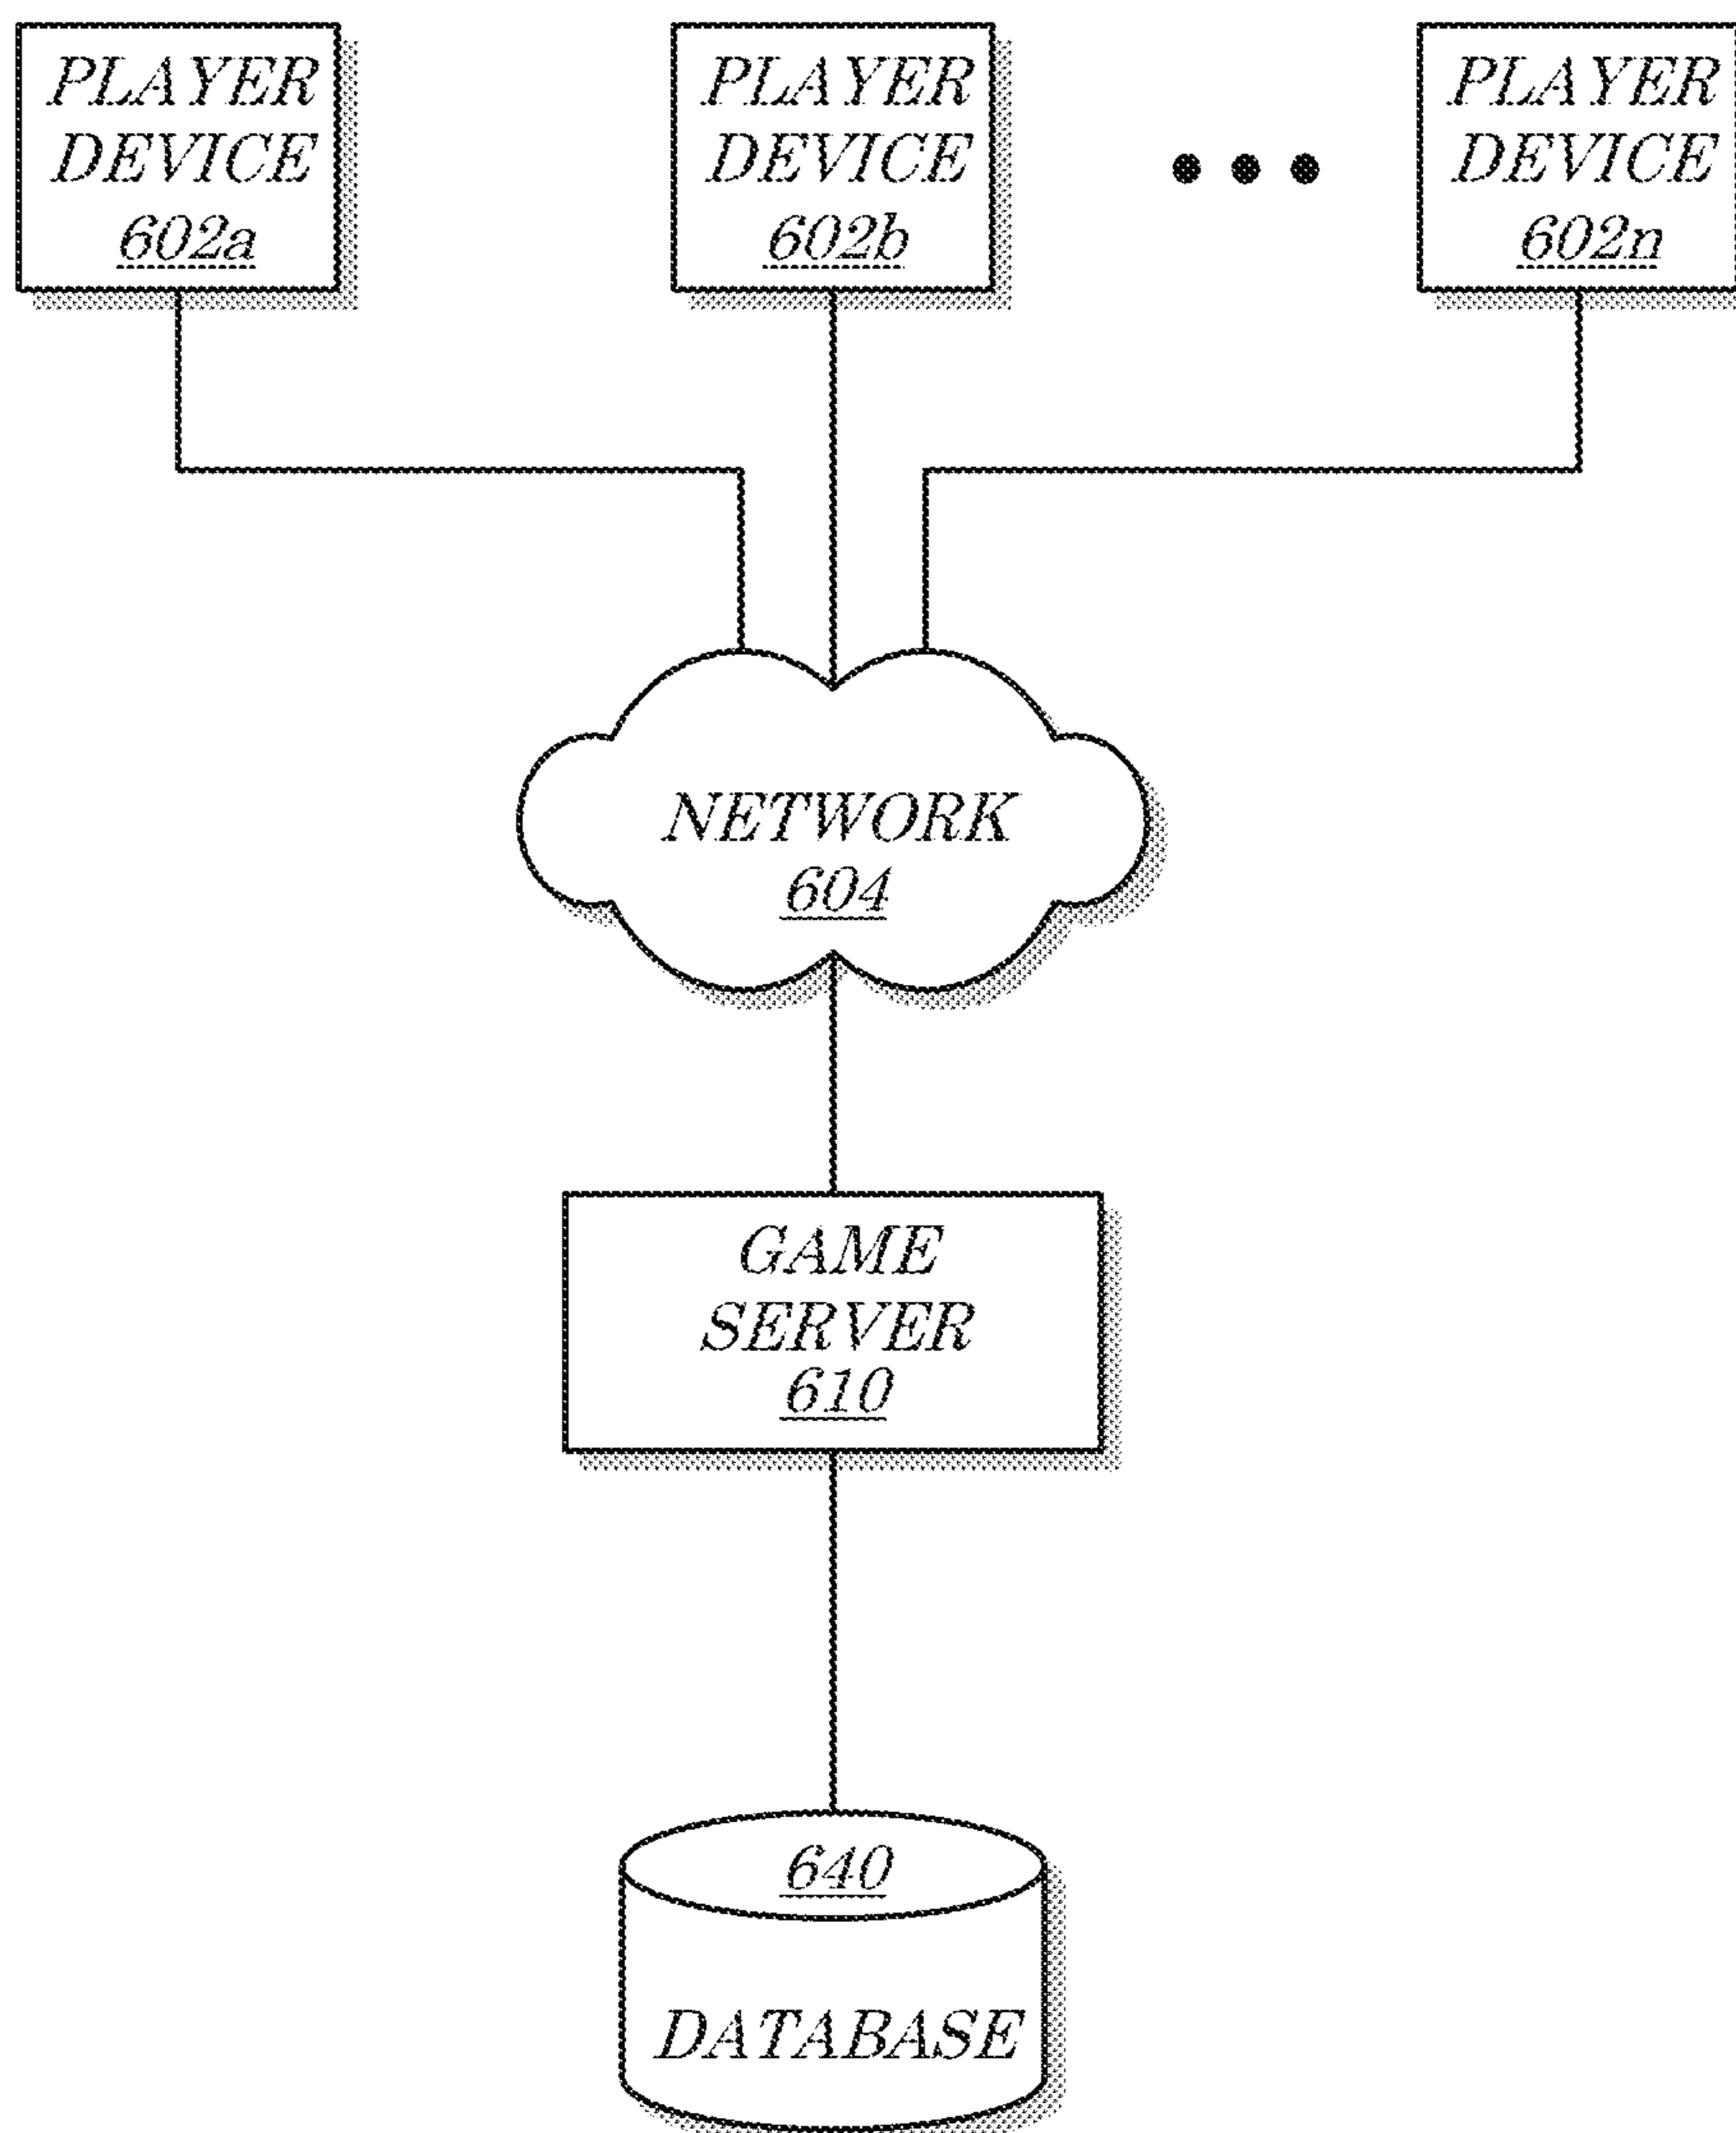 PLAYER
DEVICE
602a
PLAYER
DEVICE
602b
PLAYER
DEVICE
602n
NETWORK
604
GAME
SERVER
610
640
DATABASE